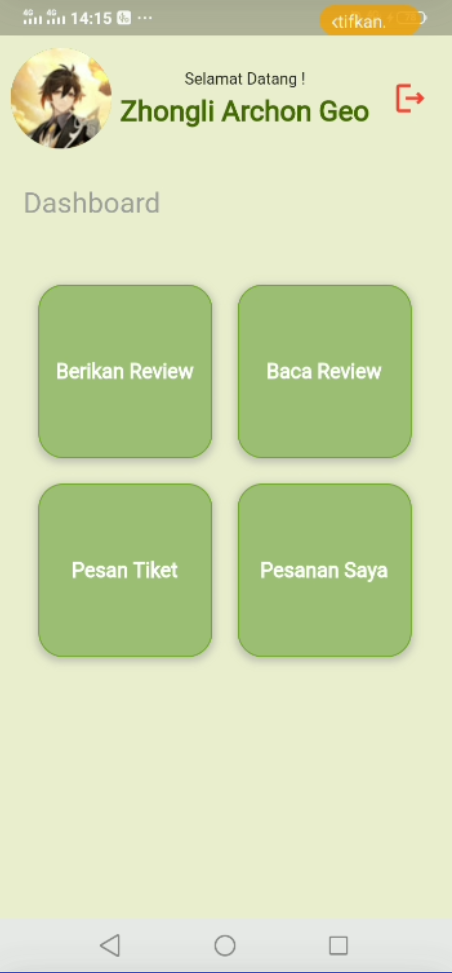 4G 4G 14:15 ...
‹tifkan.
Selamat Datang !
Zhongli Archon Geo
Dashboard
Berikan Review
Baca Review
Pesan Tiket
Pesanan Saya